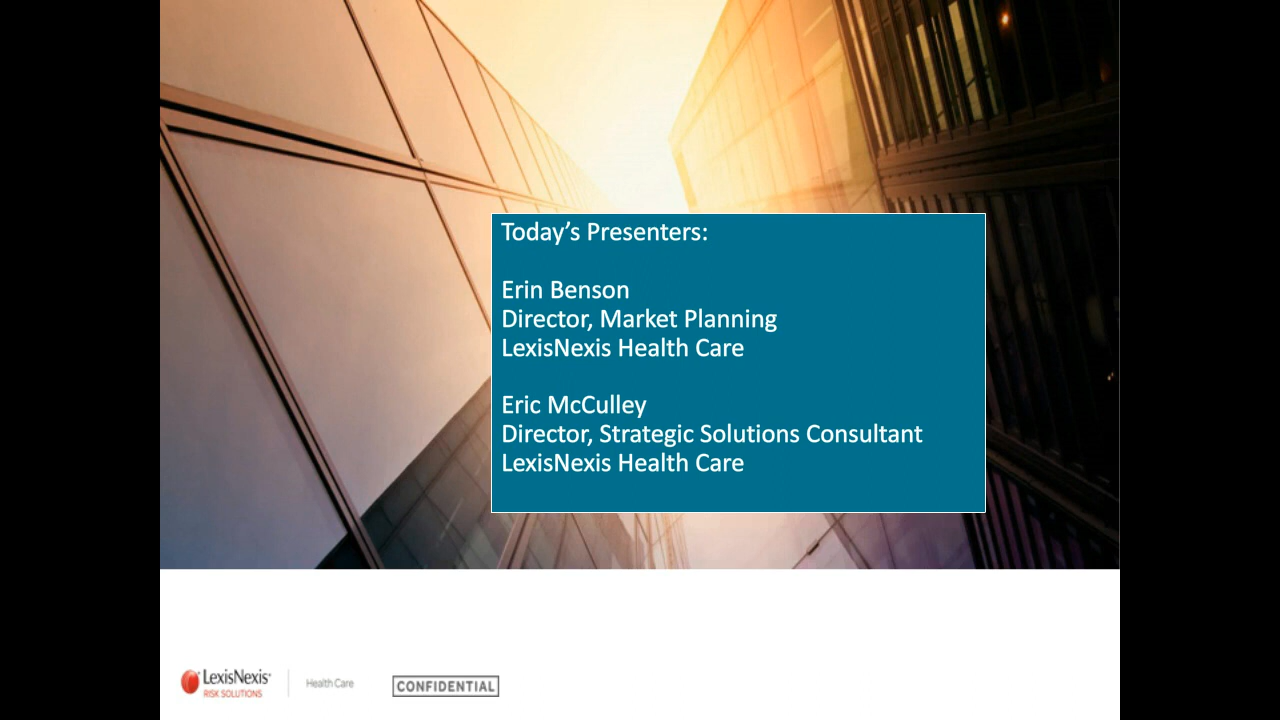 Today's Presenters:
Erin Benson
Director, Market Planning
LexisNexis Health Care
Eric McCulley
Director, Strategic Solutions Consultant
LexisNexis Health Care
LexisNexis®
RISK SOLUTIONS
Health Care
CONFIDENTIAL